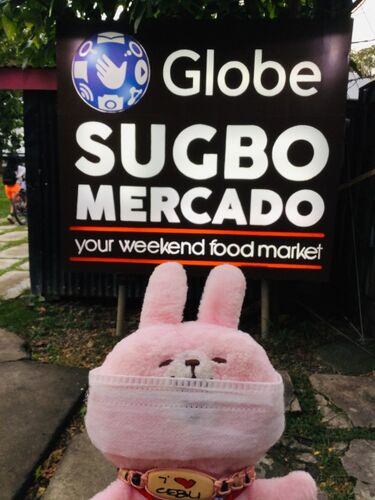 Globe
SUGBO
MERCADO
your weekend food market
I ♥
CEBU